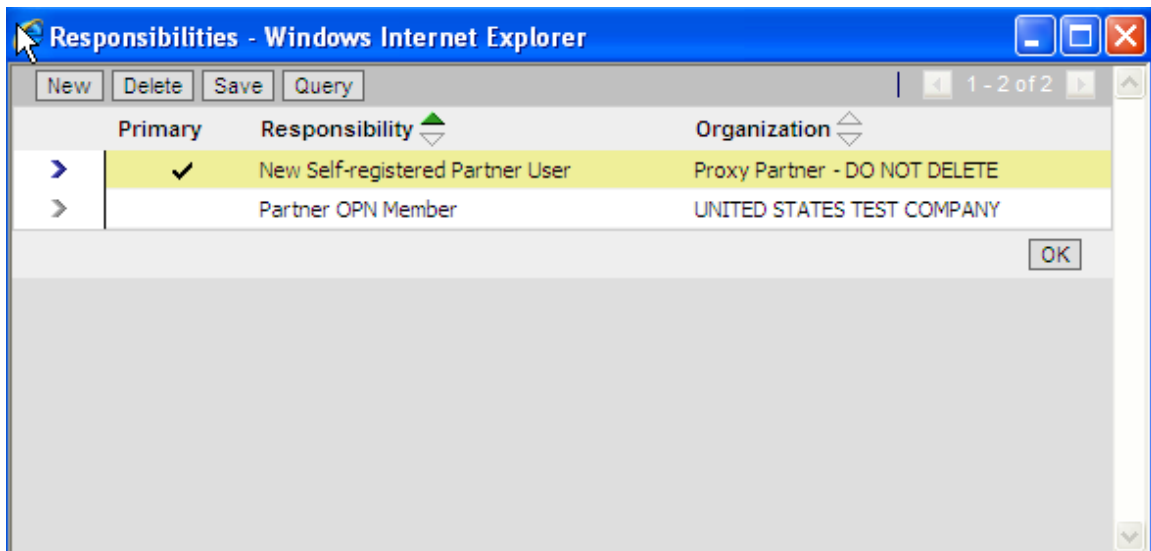 Responsibilities - Windows Internet Explorer
New Delete Save Query 1 - 2 of 2
Primary Responsibility Organization
New Self-registered Partner User Proxy Partner - DO NOT DELETE
Partner OPN Member UNITED STATES TEST COMPANY
OK